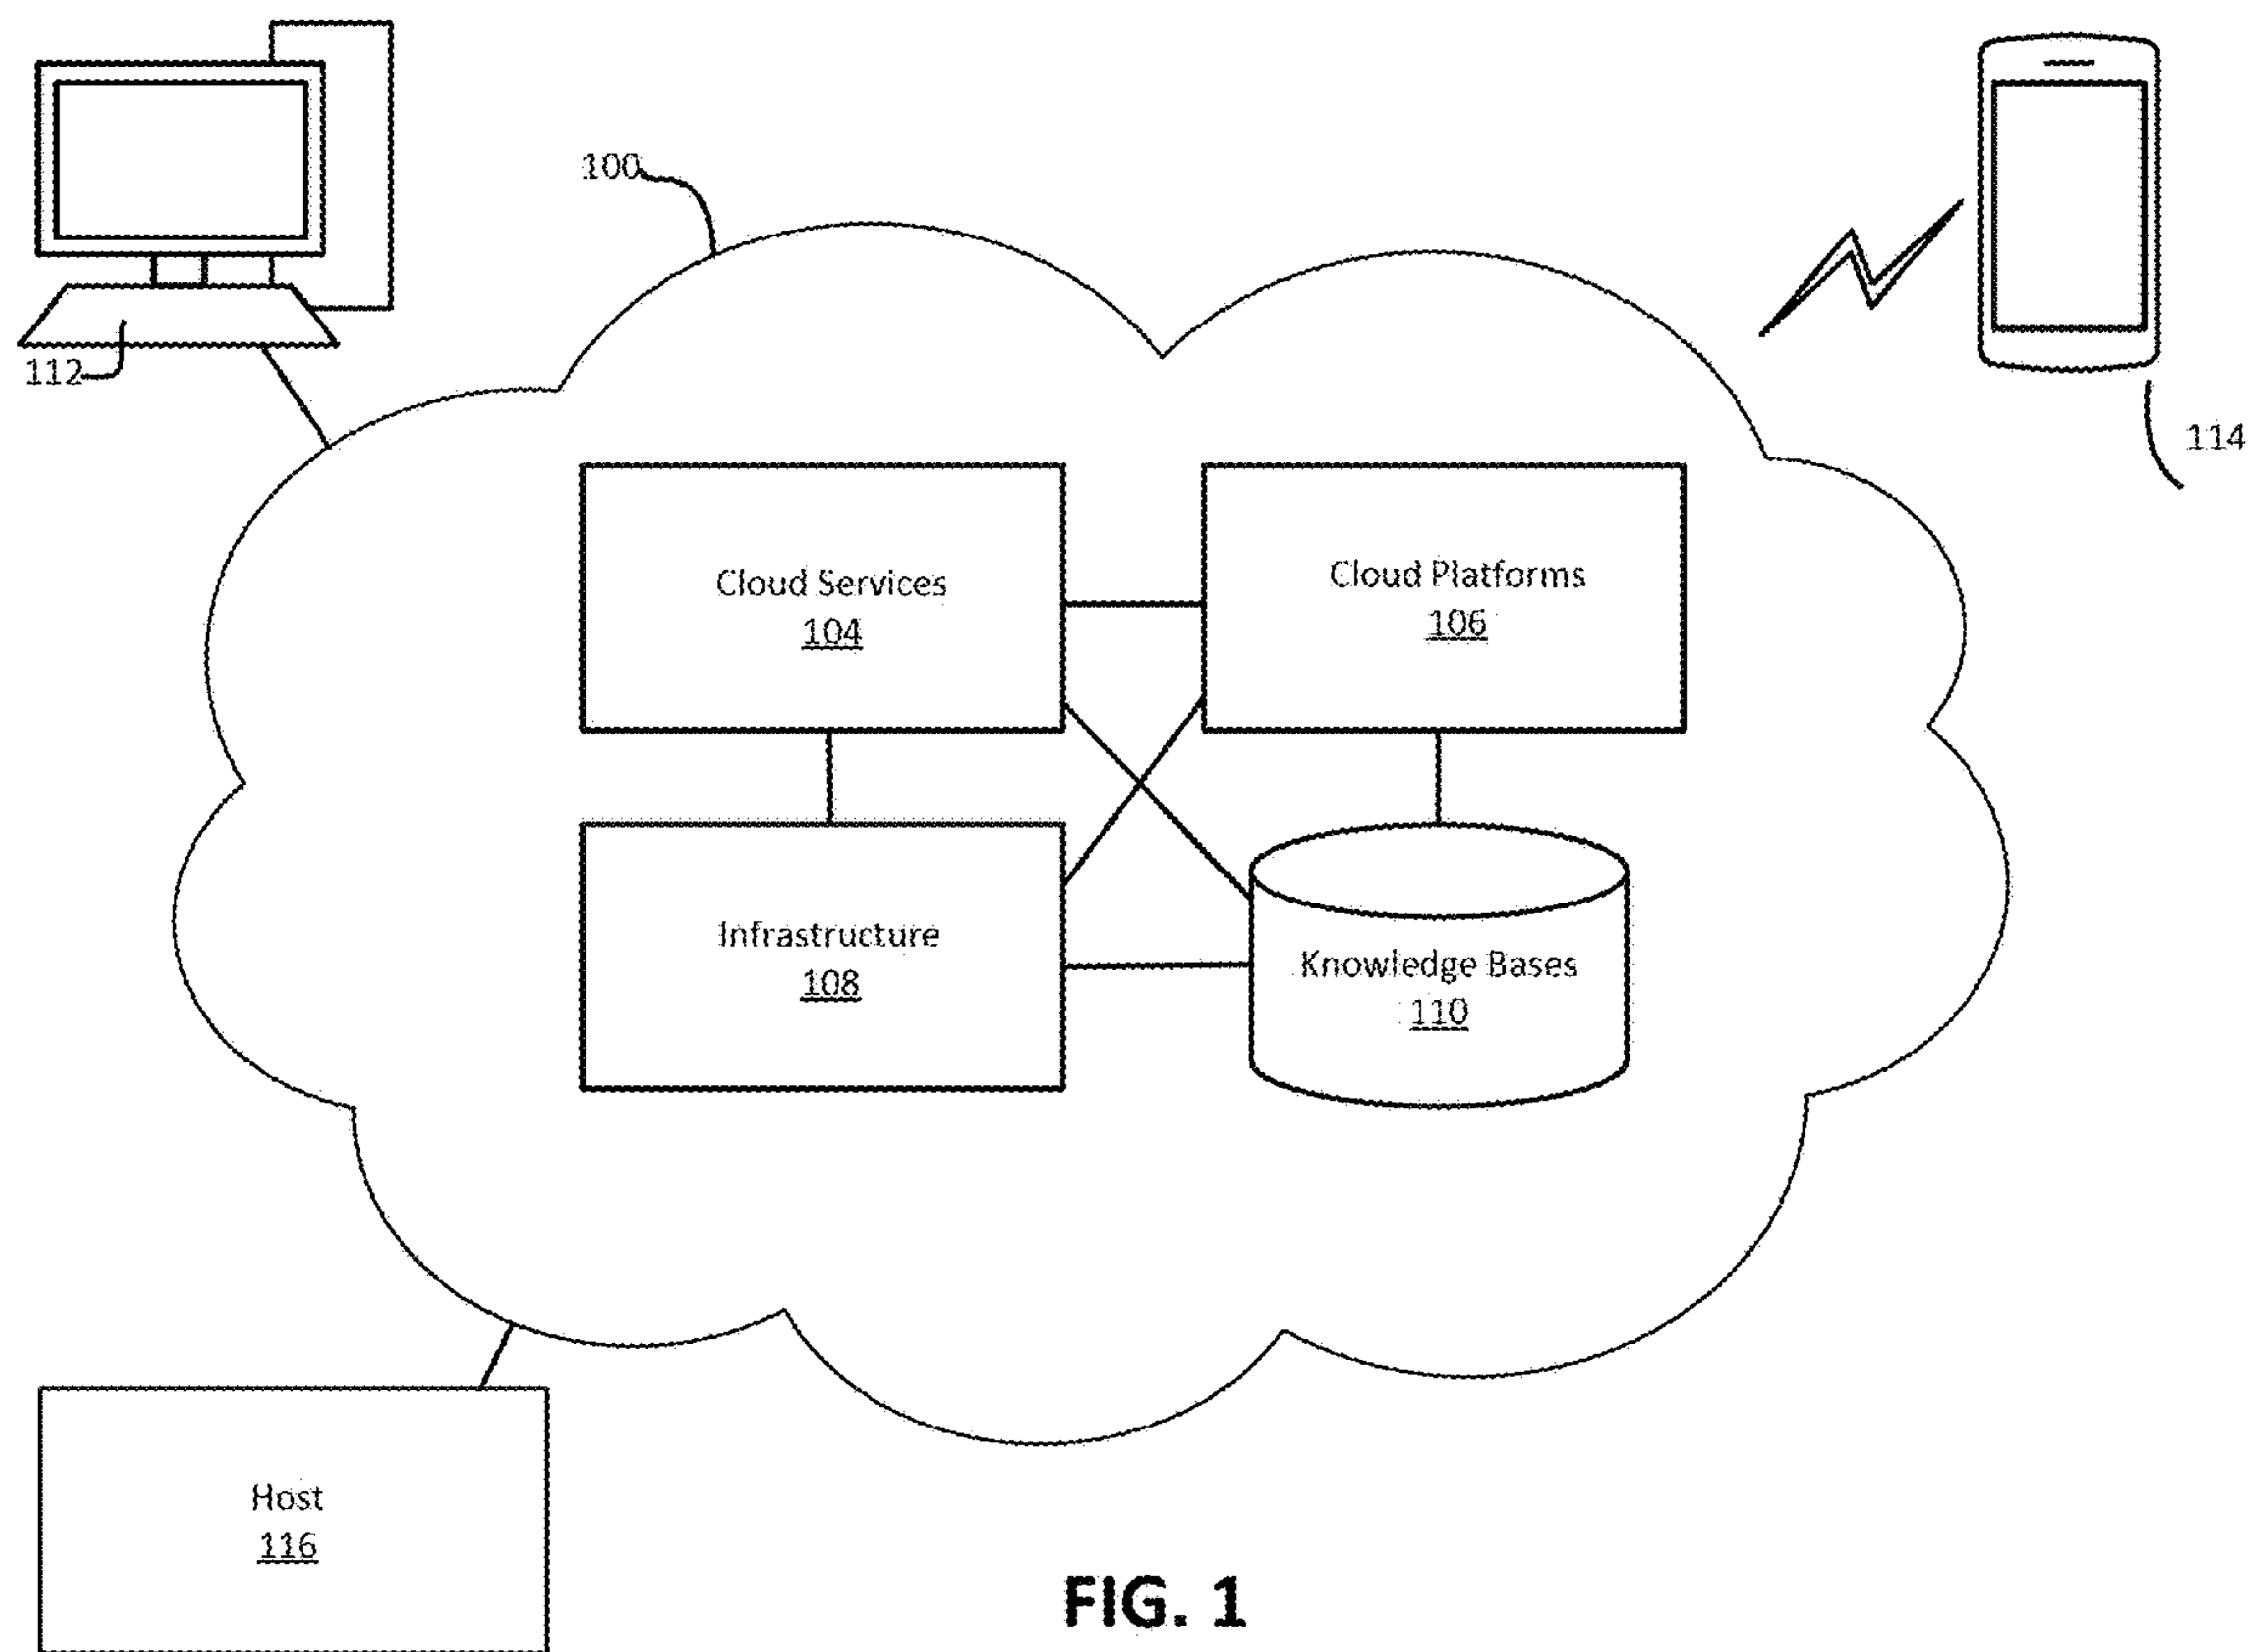 100
112
114
Cloud Services
104
Cloud Platforms
106
Infrastructure
108
Knowledge Bases
110
Host
116
FIG. 1